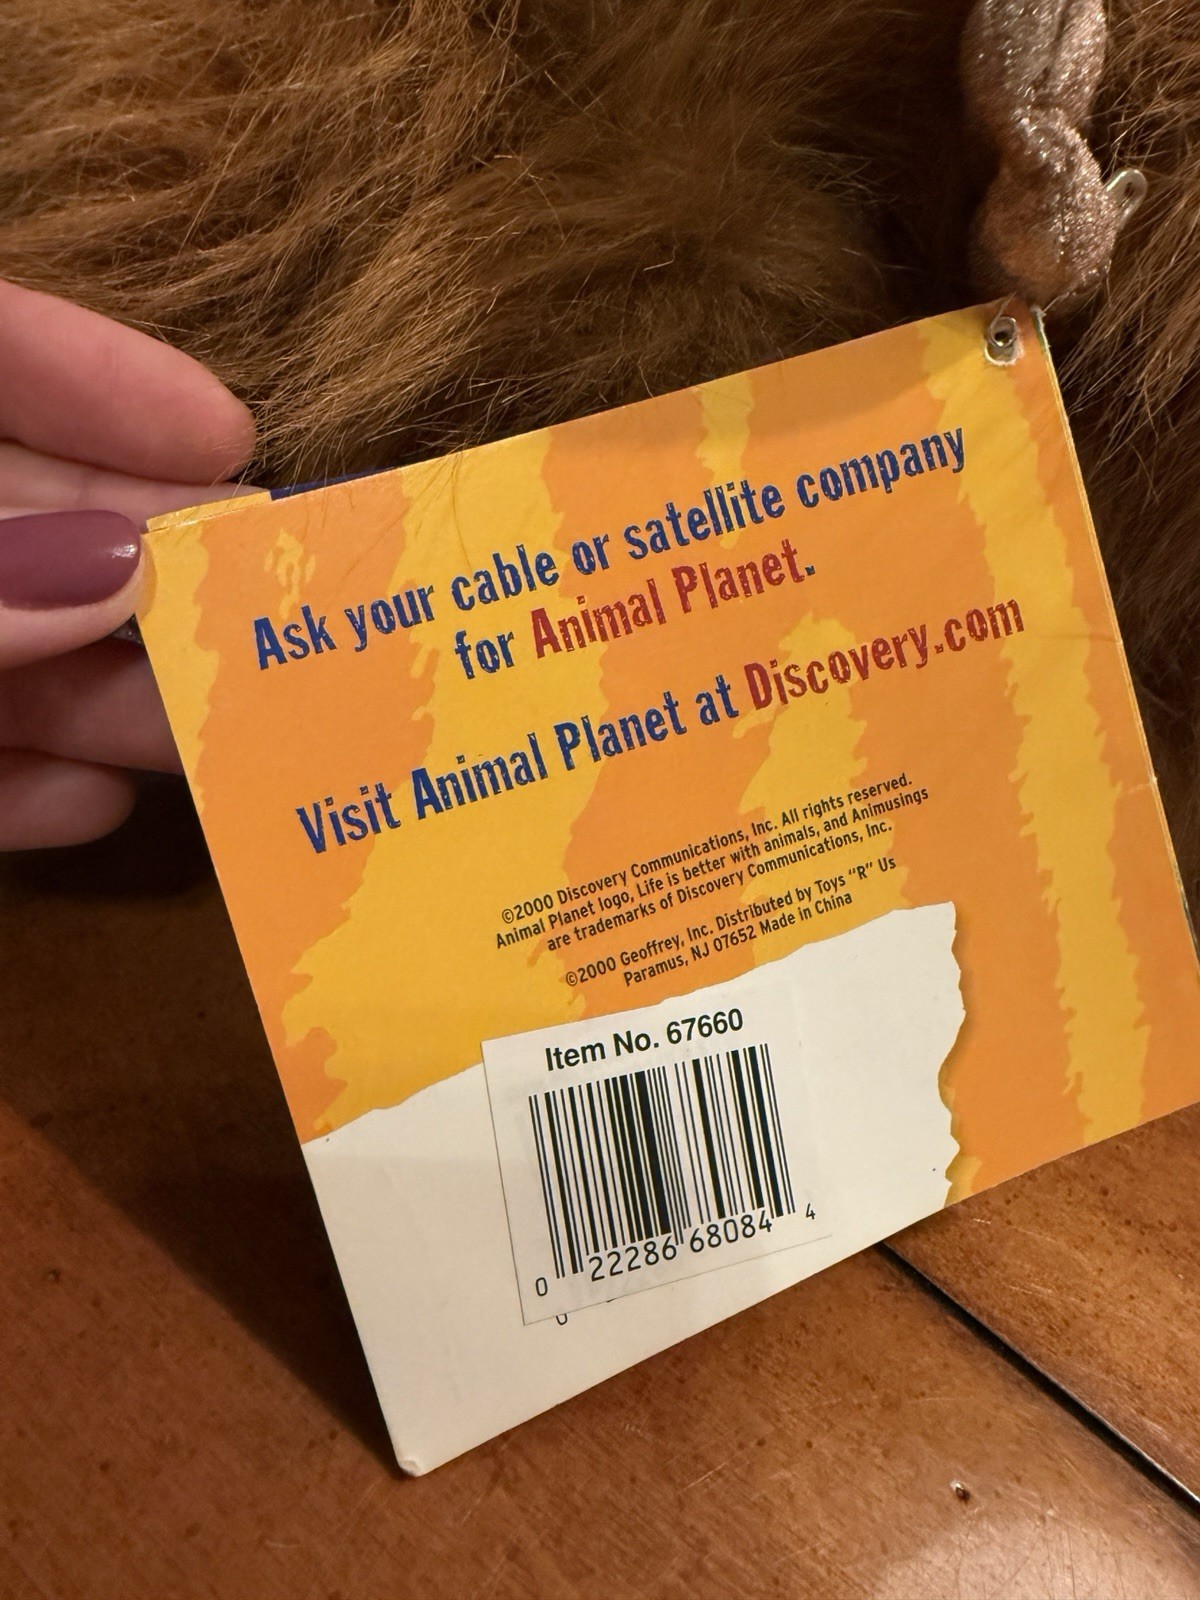 Ask your cable or satellite company
for Animal Planet.
Visit Animal Planet at Discovery.com
©2000 Discovery Communications, Inc. All rights reserved.
Animal Planet logo, Life is better with animals, and Animusings
are trademarks of Discovery Communications, Inc.
©2000 Geoffrey, Inc. Distributed by Toys "R" Us
Paramus, NJ 07652 Made in China
Item No. 67660
0 22286 68084 4
0